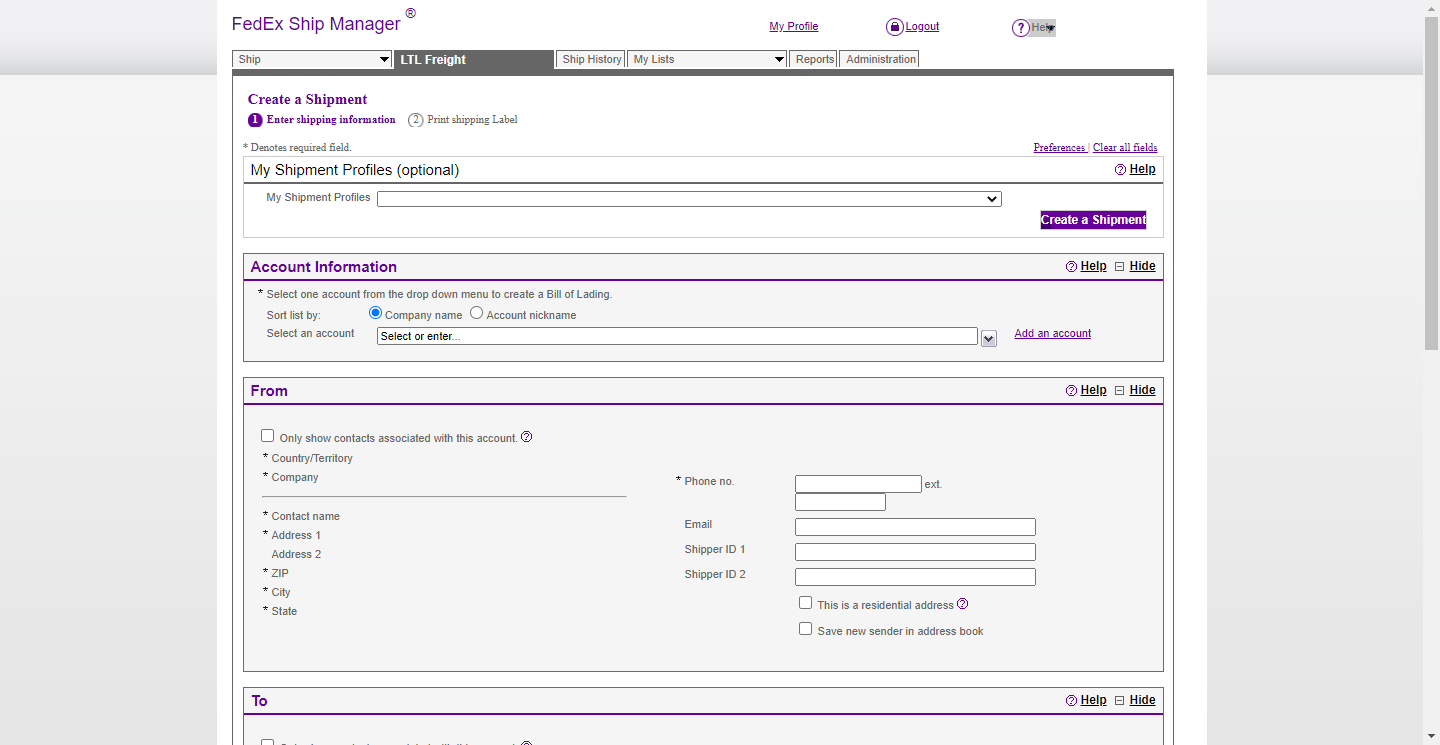 FedEx Ship Manager ®
My Profile
Logout
Help
Ship
LTL Freight
Ship History
My Lists
Reports
Administration
Create a Shipment
1 Enter shipping information 2 Print shipping Label
* Denotes required field.
Preferences | Clear all fields
My Shipment Profiles (optional)
? Help
My Shipment Profiles
Create a Shipment
Account Information
? Help Hide
* Select one account from the drop down menu to create a Bill of Lading.
Sort list by: Company name Account nickname
Select an account Select or enter... Add an account
From
? Help Hide
Only show contacts associated with this account. ?
* Country/Territory
* Company
* Contact name
* Address 1
Address 2
* ZIP
* City
* State
* Phone no. ext.
Email
Shipper ID 1
Shipper ID 2
This is a residential address ?
Save new sender in address book
To
? Help Hide